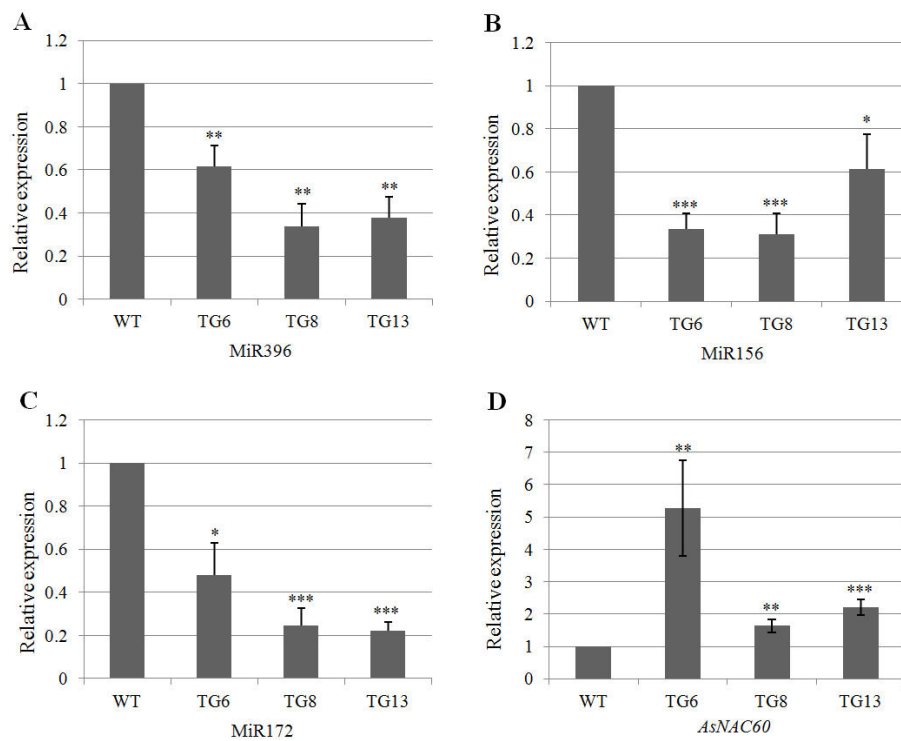 A
1.2
1
0.8
0.6
0.4
0.2
0
Relative expression
**
**
**
WT TG6 TG8 TG13
MiR396
B
1.2
1
0.8
0.6
0.4
0.2
0
Relative expression
***
***
*
WT TG6 TG8 TG13
MiR156
C
1.2
1
0.8
0.6
0.4
0.2
0
Relative expression
*
***
***
WT TG6 TG8 TG13
MiR172
D
8
7
6
5
4
3
2
1
0
Relative expression
**
**
***
WT TG6 TG8 TG13
AsNAC60